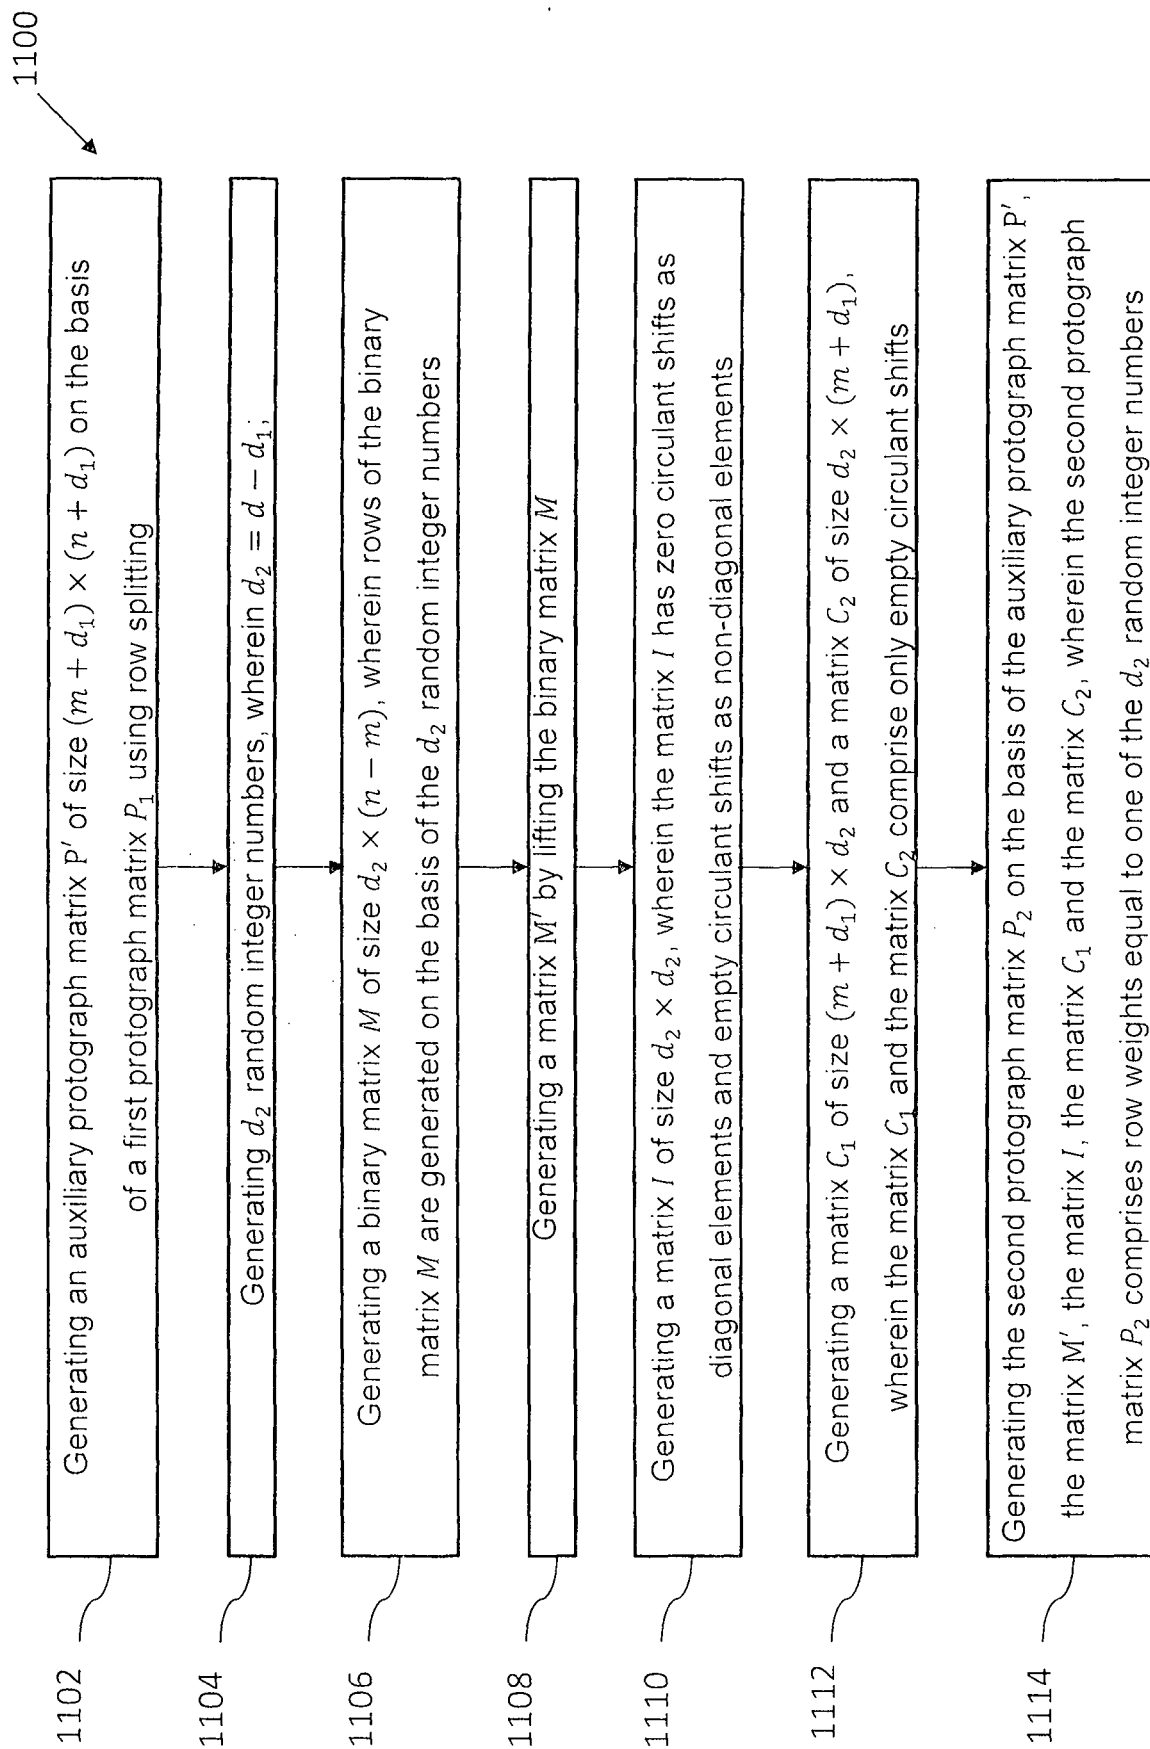 1100
1102
Generating an auxiliary protograph matrix P′ of size (m + d₁) × (n + d₁) on the basis
of a first protograph matrix P₁ using row splitting
1104
Generating d₂ random integer numbers, wherein d₂ = d − d₁;
1106
Generating a binary matrix M of size d₂ × (n − m), wherein rows of the binary
matrix M are generated on the basis of the d₂ random integer numbers
1108
Generating a matrix M′ by lifting the binary matrix M
1110
Generating a matrix I of size d₂ × d₂, wherein the matrix I has zero circulant shifts as
diagonal elements and empty circulant shifts as non-diagonal elements
1112
Generating a matrix C₁ of size (m + d₁) × d₂ and a matrix C₂ of size d₂ × (m + d₁),
wherein the matrix C₁ and the matrix C₂ comprise only empty circulant shifts
1114
Generating the second protograph matrix P₂ on the basis of the auxiliary protograph matrix P′,
the matrix M′, the matrix I, the matrix C₁ and the matrix C₂, wherein the second protograph
matrix P₂ comprises row weights equal to one of the d₂ random integer numbers